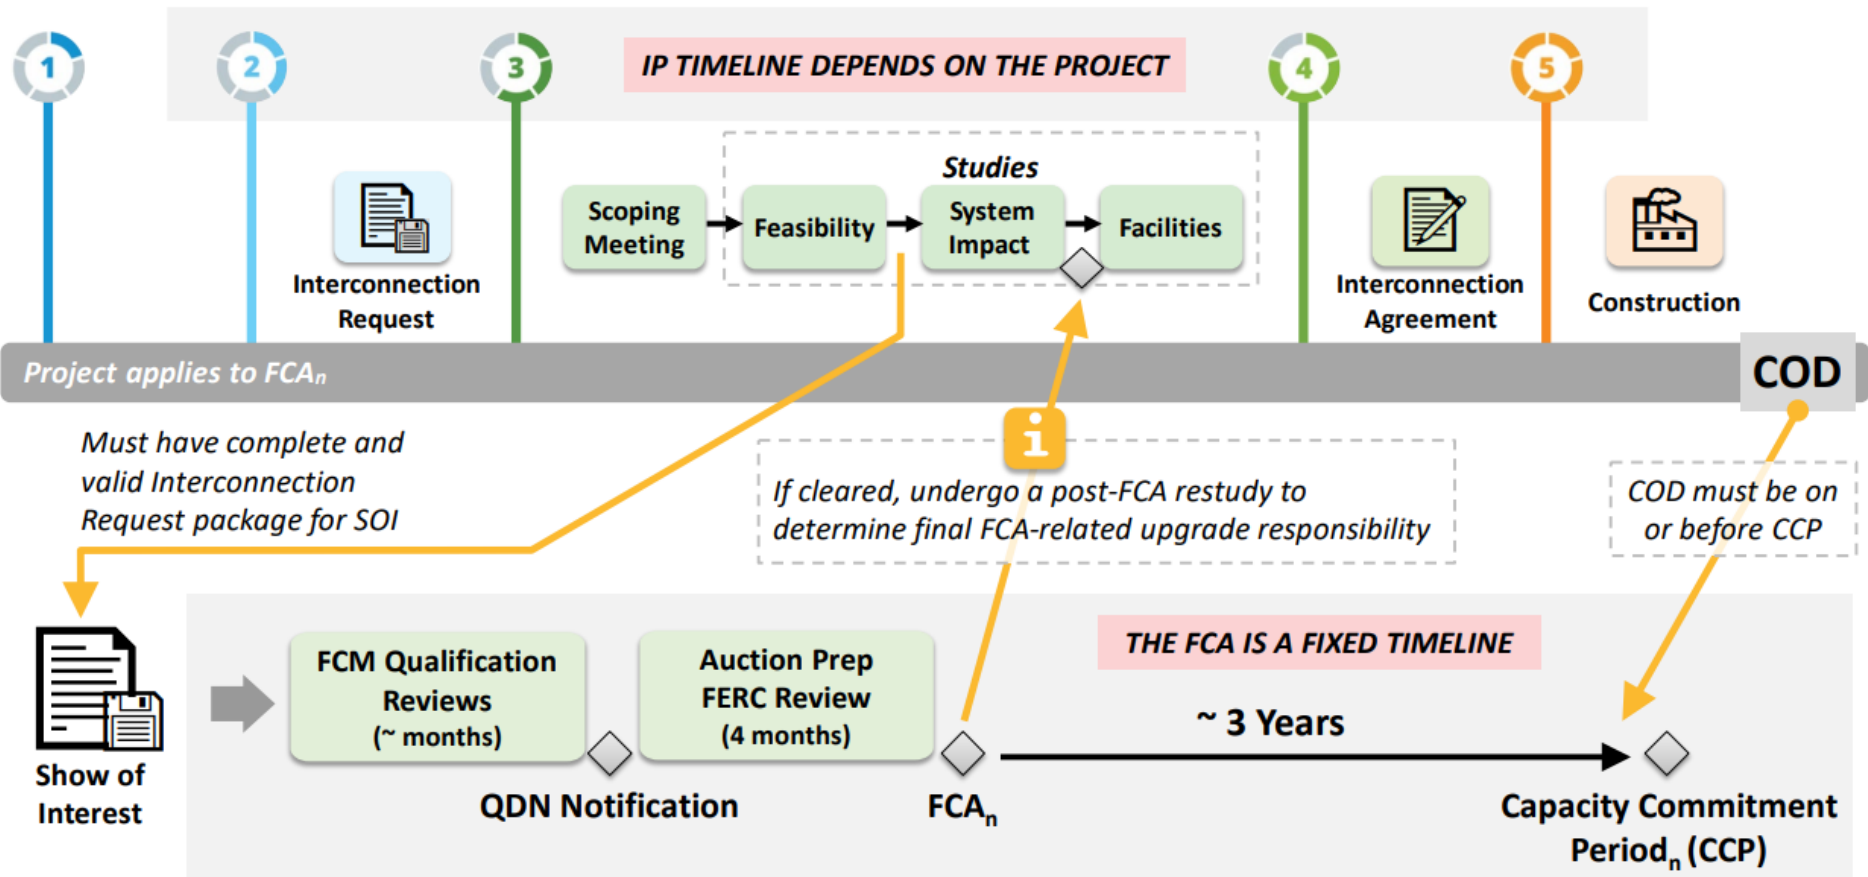 1
2
3
IP TIMELINE DEPENDS ON THE PROJECT
4
5
Studies
Scoping
Meeting
Feasibility
System
Impact
Facilities
Interconnection
Request
Interconnection
Agreement
Construction
Project applies to FCAn
COD
Must have complete and
valid Interconnection
Request package for SOI
i
If cleared, undergo a post-FCA restudy to
determine final FCA-related upgrade responsibility
COD must be on
or before CCP
Show of
Interest
FCM Qualification
Reviews
(~ months)
QDN Notification
Auction Prep
FERC Review
(4 months)
FCAn
THE FCA IS A FIXED TIMELINE
~ 3 Years
Capacity Commitment
Periodn (CCP)